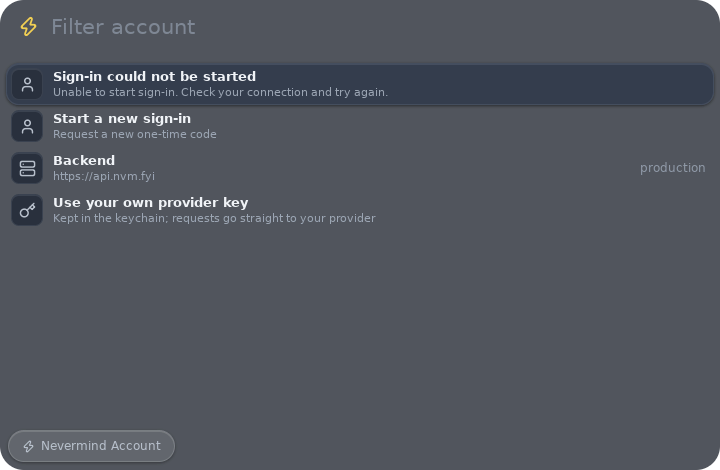 Filter account
Sign-in could not be started
Unable to start sign-in. Check your connection and try again.
Start a new sign-in
Request a new one-time code
Backend
https://api.nvm.fyi
production
Use your own provider key
Kept in the keychain; requests go straight to your provider
Nevermind Account